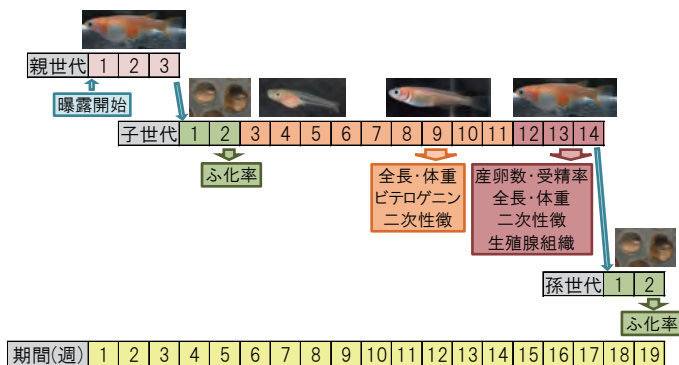 親世代 1 2 3
曝露開始
子世代 1 2 3 4 5 6 7 8 9 10 11 12 13 14
ふ化率
全長・体重
ビテロゲニン
二次性徴
産卵数・受精率
全長・体重
二次性徴
生殖腺組織
孫世代 1 2
ふ化率
期間(週) 1 2 3 4 5 6 7 8 9 10 11 12 13 14 15 16 17 18 19